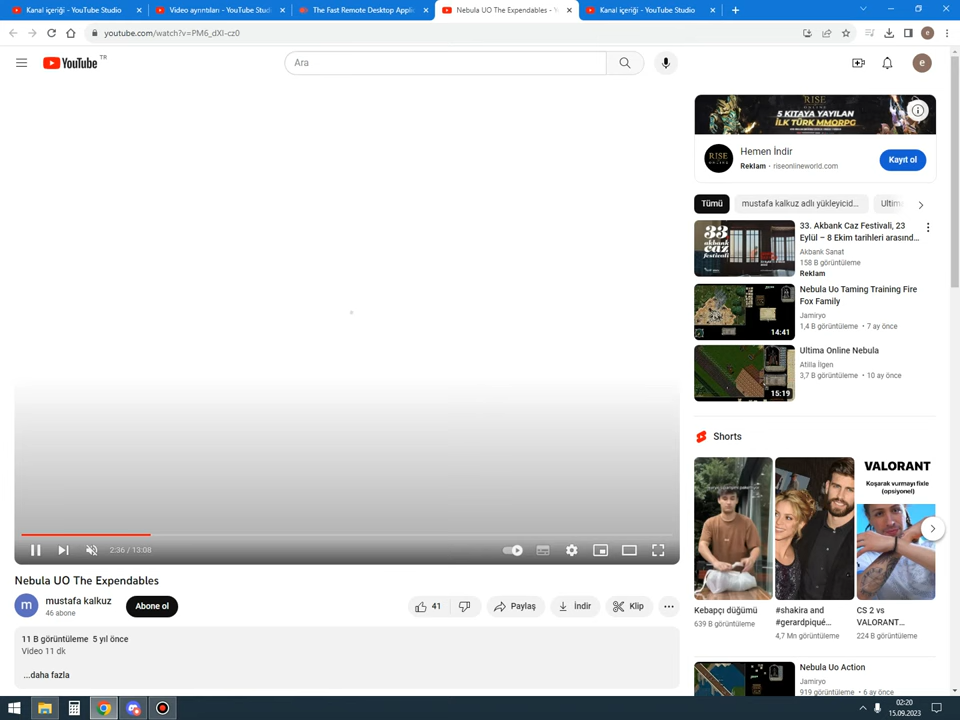 Kanal içeriği - YouTube Studio
Video ayrıntıları - YouTube Stud
The Fast Remote Desktop Applic
Nebula UO The Expendables - Y
Kanal içeriği - YouTube Studio
youtube.com/watch?v=PM6_dXI-cz0
YouTube TR
Ara
e
RISE
5 KITAYA YAYILAN
İLK TÜRK MMORPG
RISE
Hemen İndir
Reklam · riseonlineworld.com
Kayıt ol
Tümü
mustafa kalkuz adlı yükleyicid...
Ultima
33
akbank
caz
festivali
33. Akbank Caz Festivali, 23
Eylül – 8 Ekim tarihleri arasınd...
Akbank Sanat
158 B görüntüleme
Reklam
14:41
Nebula Uo Taming Training Fire
Fox Family
Jamiryo
1,4 B görüntüleme • 7 ay önce
15:19
Ultima Online Nebula
Atilla Ilgen
3,7 B görüntüleme • 10 ay önce
Shorts
VALORANT
Koşarak vurmayı fixle
(opsiyonel)
Kebapçı düğümü
639 B görüntüleme
#shakira and
#gerardpiqué...
4,7 Mn görüntüleme
CS 2 vs
VALORANT...
224 B görüntüleme
Nebula Uo Action
Jamiryo
919 görüntüleme • 6 ay önce
2:36 / 13:08
Nebula UO The Expendables
m
mustafa kalkuz
46 abone
Abone ol
41
Paylaş
İndir
Klip
11 B görüntüleme 5 yıl önce
Video 11 dk
...daha fazla
02:20
15.09.2023